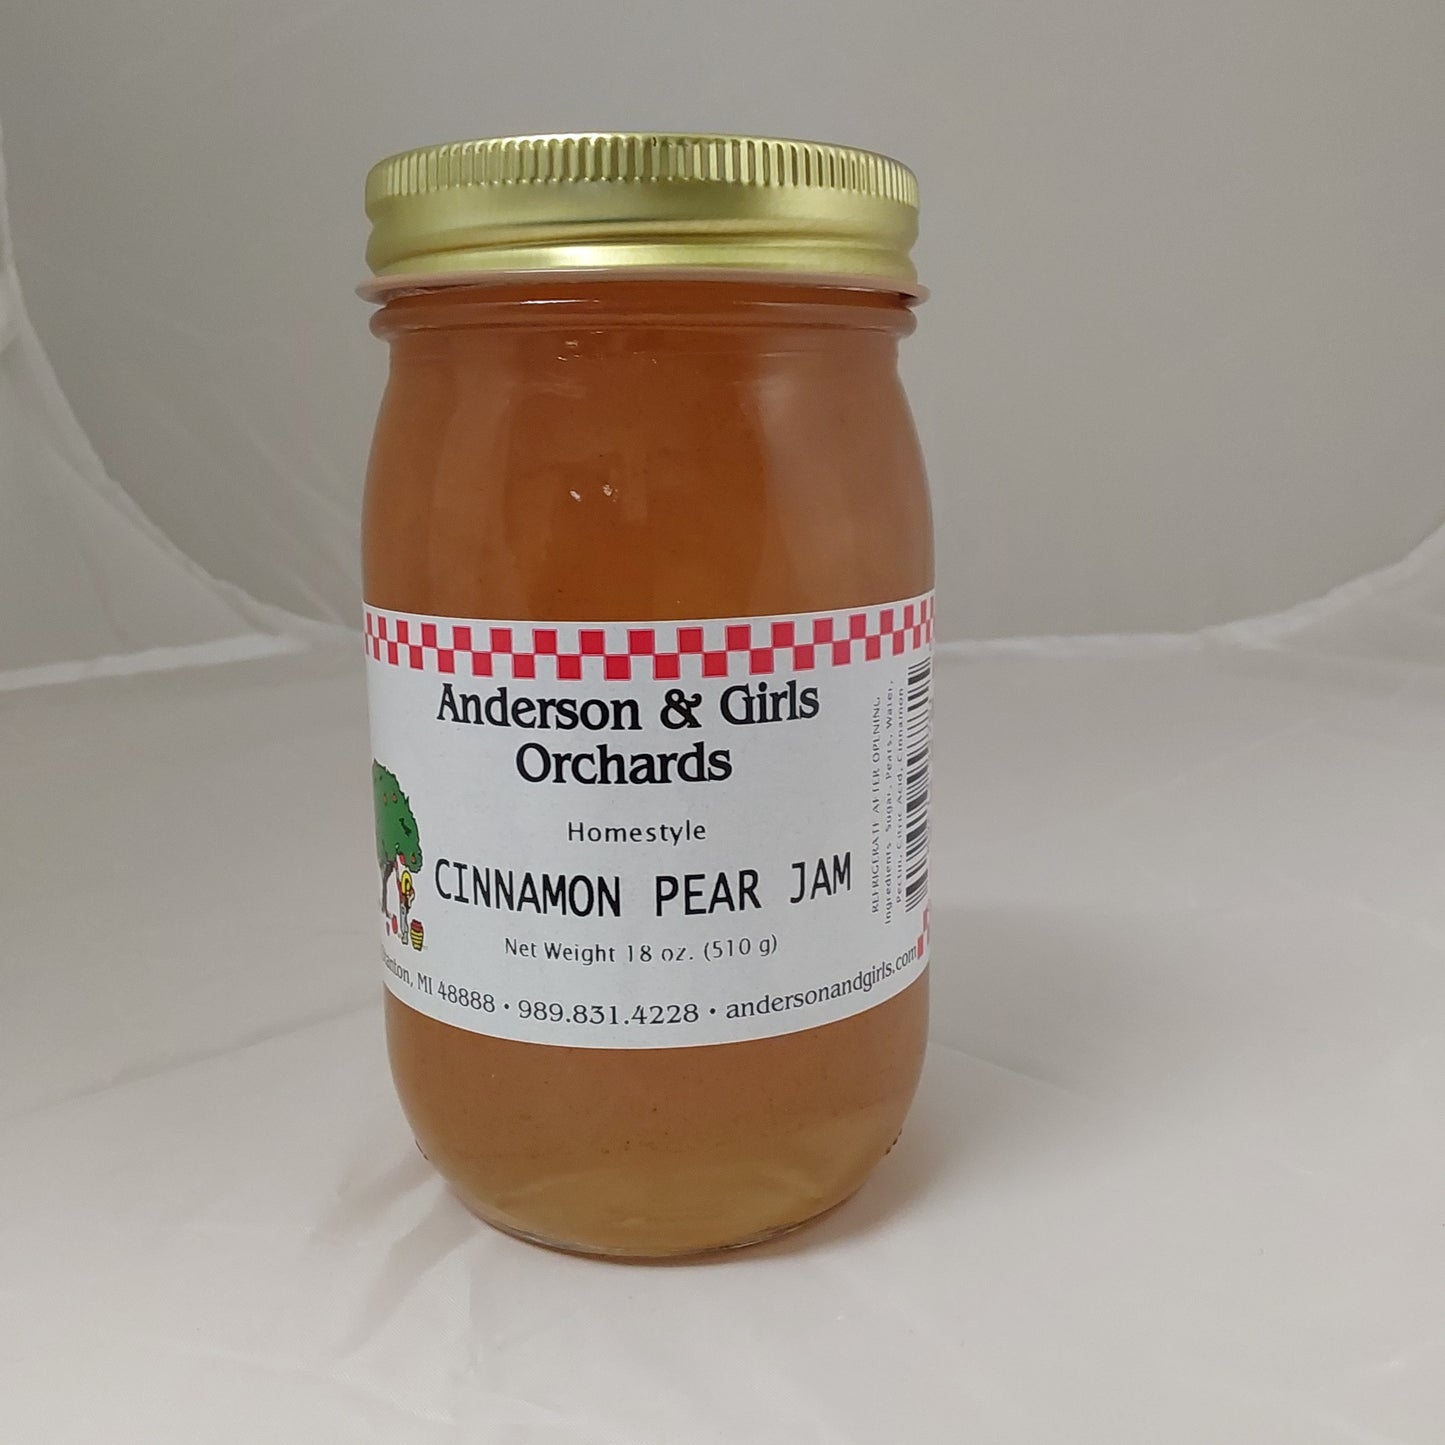 Anderson & Girls
Orchards
Homestyle
CINNAMON PEAR JAM
Net Weight 18 oz. (510 g)
MI 48888 • 989.831.4228 • andersonandgirls.com
REFRIGERATE AFTER OPENING
Ingredients: Sugar, Pears, Water,
Pectin, Citric Acid, Cinnamon